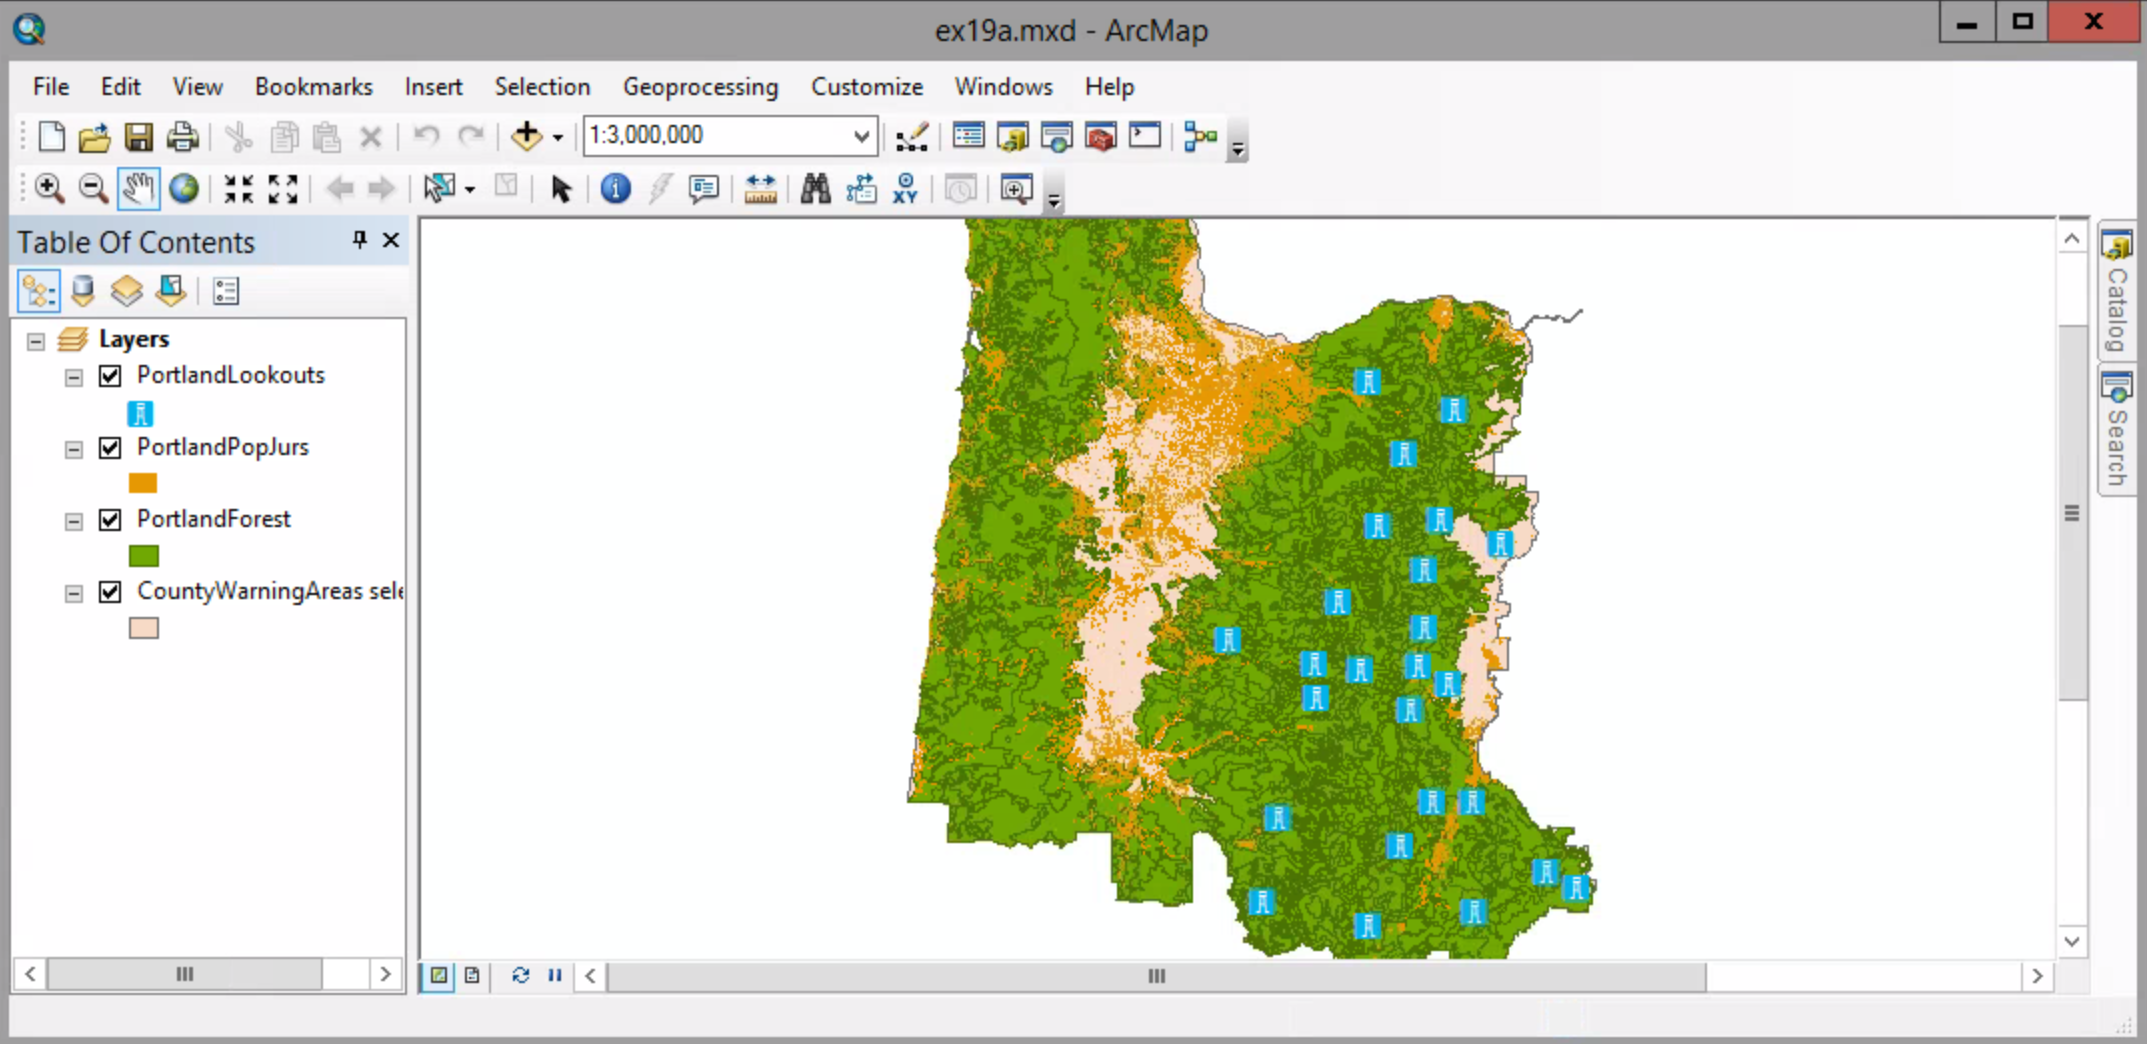 ex19a.mxd - ArcMap
File Edit View Bookmarks Insert Selection Geoprocessing Customize Windows Help
1:3,000,000
XY
Table Of Contents
Layers
PortlandLookouts
PortlandPopJurs
PortlandForest
CountyWarningAreas sele
Catalog
Search